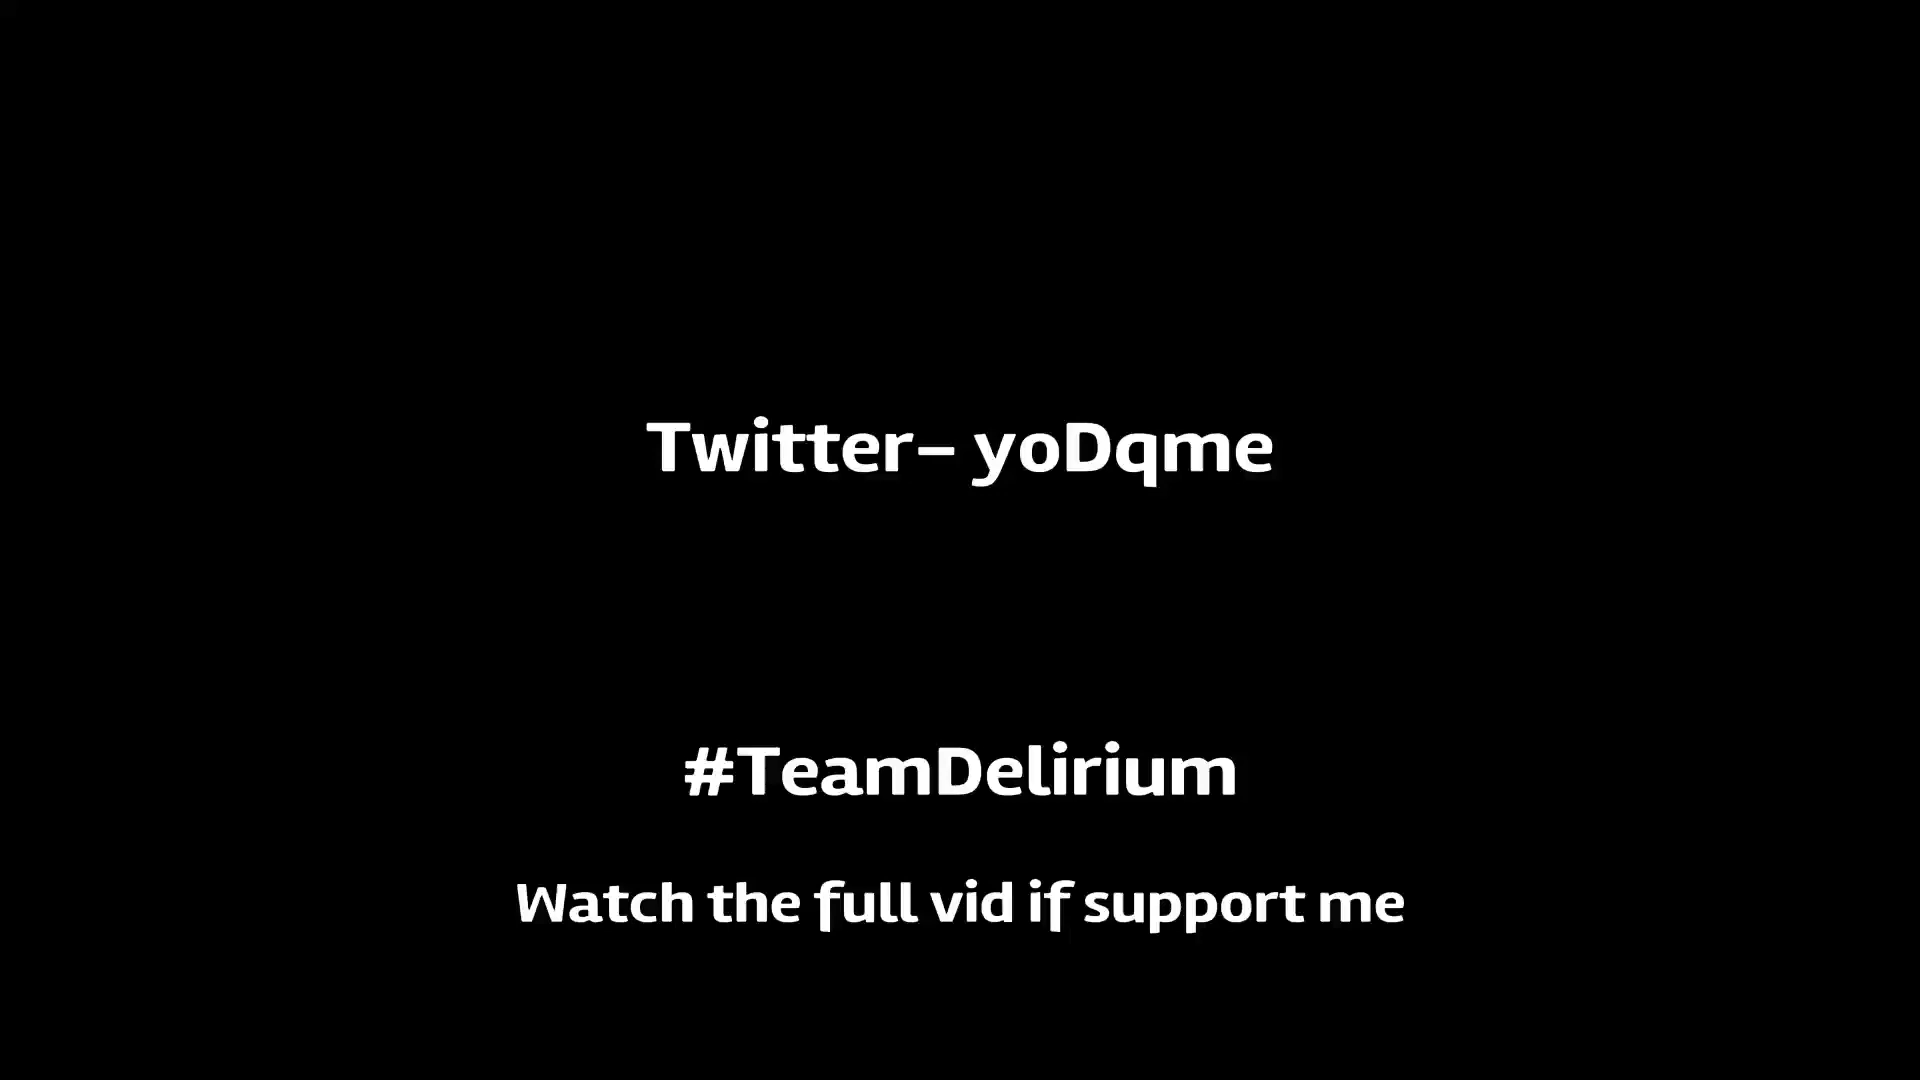 Twitter– yoDqme
#TeamDelirium
Watch the full vid if support me